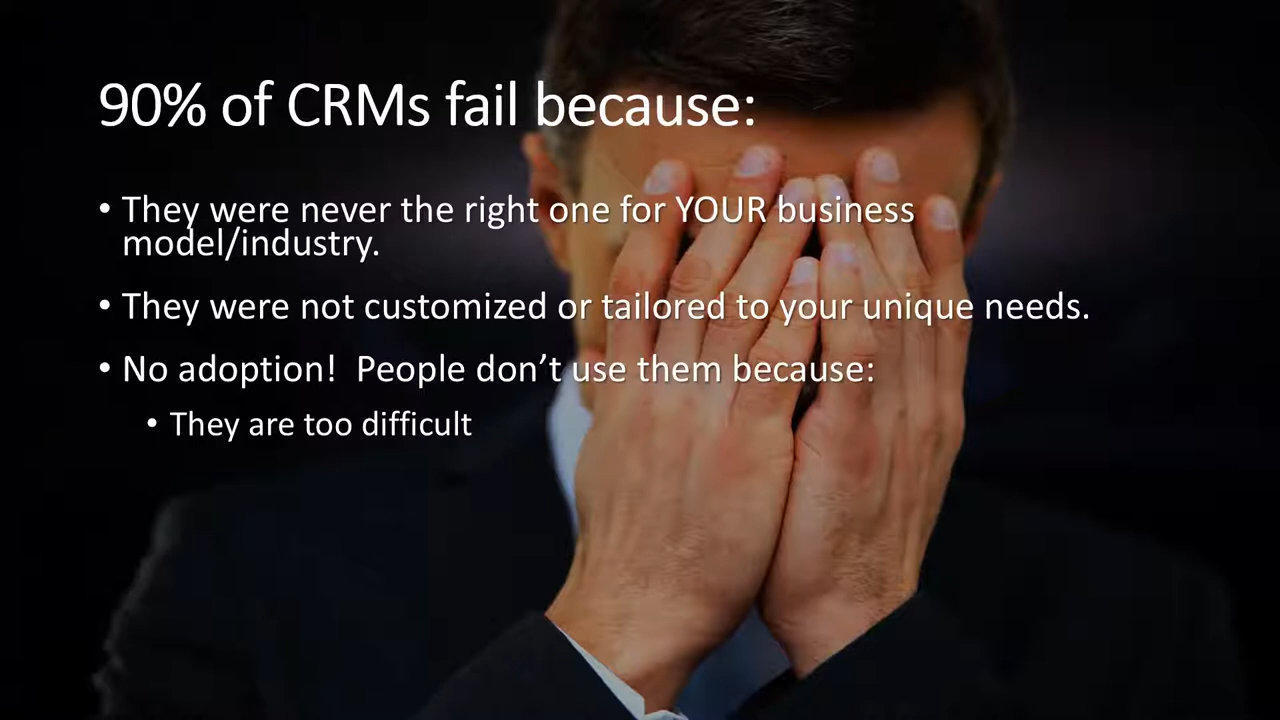 90% of CRMs fail because:
• They were never the right one for YOUR business
model/industry.
• They were not customized or tailored to your unique needs.
• No adoption!  People don’t use them because:
• They are too difficult